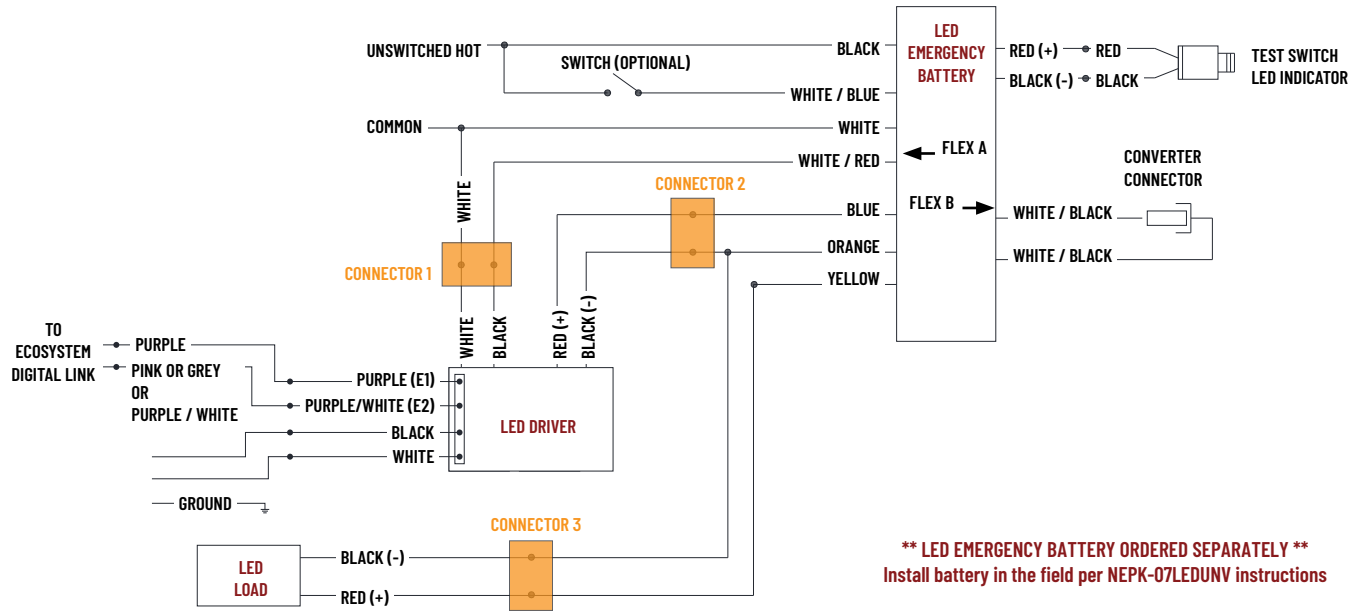 UNSWITCHED HOT
SWITCH (OPTIONAL)
BLACK
WHITE / BLUE
COMMON
WHITE
WHITE / RED
LED
EMERGENCY
BATTERY
RED (+)
RED
BLACK (-)
BLACK
TEST SWITCH
LED INDICATOR
FLEX A
FLEX B
CONVERTER
CONNECTOR
WHITE / BLACK
WHITE / BLACK
CONNECTOR 2
BLUE
ORANGE
YELLOW
WHITE
CONNECTOR 1
WHITE
BLACK
RED (+)
BLACK (-)
TO
ECOSYSTEM
DIGITAL LINK
PURPLE
PINK OR GREY
OR
PURPLE / WHITE
PURPLE (E1)
PURPLE/WHITE (E2)
BLACK
WHITE
LED DRIVER
GROUND
CONNECTOR 3
LED
LOAD
BLACK (-)
RED (+)
** LED EMERGENCY BATTERY ORDERED SEPARATELY **
Install battery in the field per NEPK-07LEDUNV instructions